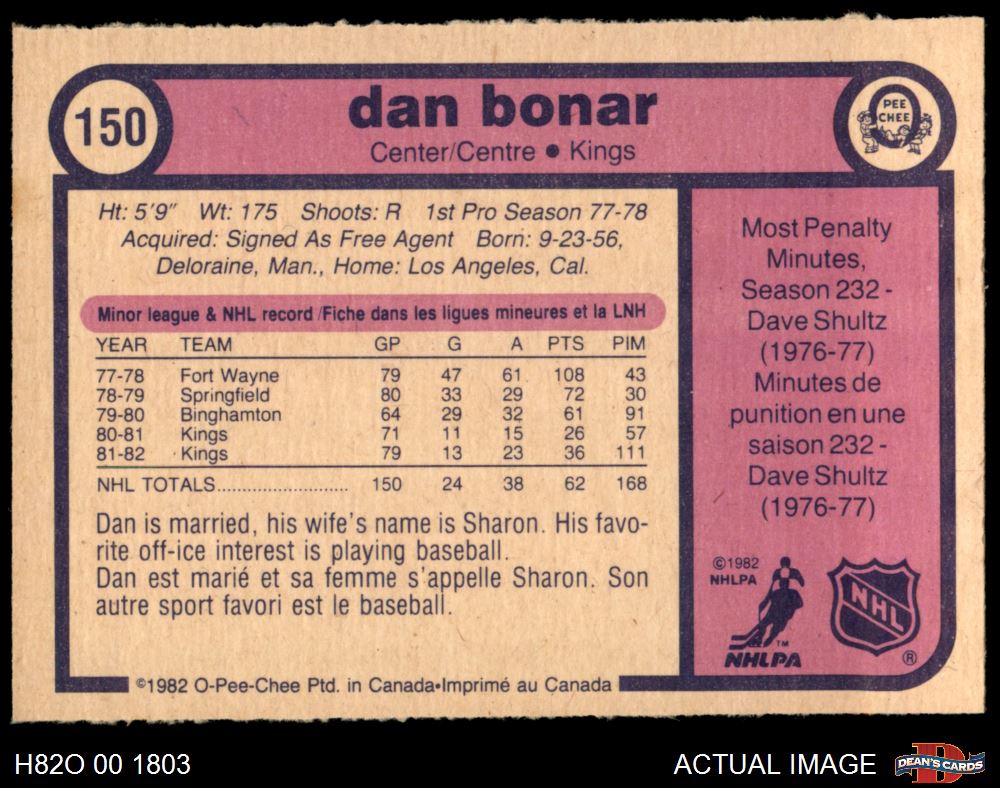 150
dan bonar
Center/Centre • Kings
PEE
CHEE
Ht: 5'9" Wt: 175 Shoots: R 1st Pro Season 77-78
Acquired: Signed As Free Agent Born: 9-23-56,
Deloraine, Man., Home: Los Angeles, Cal.
Minor league & NHL record /Fiche dans les ligues mineures et la LNH
YEAR TEAM GP G A PTS PIM
77-78 Fort Wayne 79 47 61 108 43
78-79 Springfield 80 33 29 72 30
79-80 Binghamton 64 29 32 61 91
80-81 Kings 71 11 15 26 57
81-82 Kings 79 13 23 36 111
NHL TOTALS............................ 150 24 38 62 168
Dan is married, his wife's name is Sharon. His favo-
rite off-ice interest is playing baseball.
Dan est marié et sa femme s'appelle Sharon. Son
autre sport favori est le baseball.
Most Penalty
Minutes,
Season 232 -
Dave Shultz
(1976-77)
Minutes de
punition en une
saison 232 -
Dave Shultz
(1976-77)
©1982
NHLPA
TM
NHLPA
NHL
®
©1982 O-Pee-Chee Ptd. in Canada•Imprimé au Canada
H82O 00 1803
ACTUAL IMAGE
D
DEAN'S CARDS